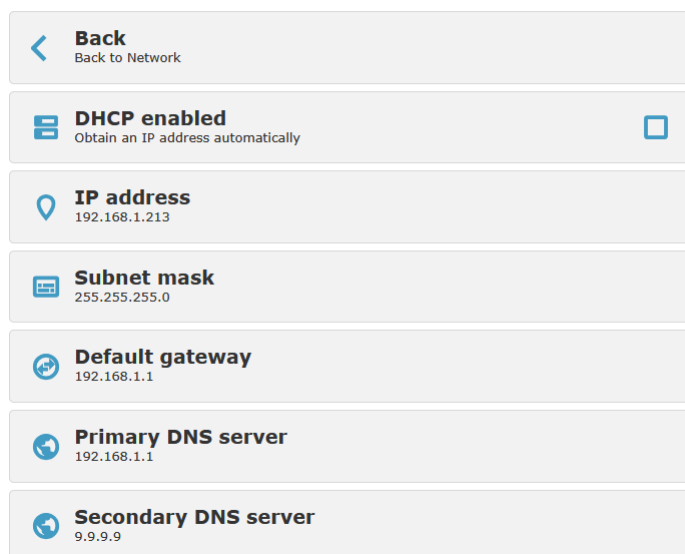 Back
Back to Network
DHCP enabled
Obtain an IP address automatically
IP address
192.168.1.213
Subnet mask
255.255.255.0
Default gateway
192.168.1.1
Primary DNS server
192.168.1.1
Secondary DNS server
9.9.9.9